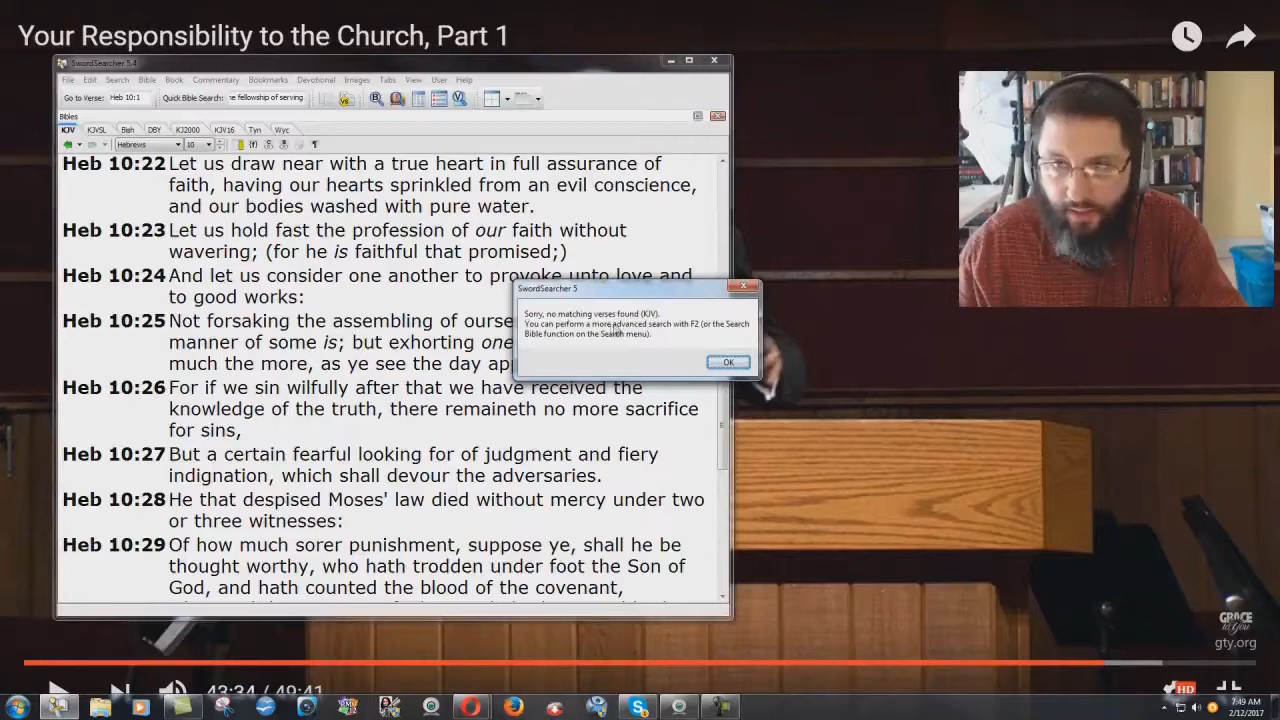 Your Responsibility to the Church, Part 1
SwordSearcher 5.4
File Edit Search Bible Book Commentary Bookmarks Devotional Images Tabs View User Help
Go to Verse: Heb 10:1 Quick Bible Search: he fellowship of serving
Bibles
KJV KJVSL Bish DBY KJ2000 KJV16 Tyn Wyc
Hebrews 10
Heb 10:22 Let us draw near with a true heart in full assurance of
faith, having our hearts sprinkled from an evil conscience,
and our bodies washed with pure water.
Heb 10:23 Let us hold fast the profession of our faith without
wavering; (for he is faithful that promised;)
Heb 10:24 And let us consider one another to provoke unto love and
to good works:
Heb 10:25 Not forsaking the assembling of ourse
manner of some is; but exhorting one
much the more, as ye see the day ap
Heb 10:26 For if we sin wilfully after that we have received the
knowledge of the truth, there remaineth no more sacrifice
for sins,
Heb 10:27 But a certain fearful looking for of judgment and fiery
indignation, which shall devour the adversaries.
Heb 10:28 He that despised Moses' law died without mercy under two
or three witnesses:
Heb 10:29 Of how much sorer punishment, suppose ye, shall he be
thought worthy, who hath trodden under foot the Son of
God, and hath counted the blood of the covenant,
SwordSearcher 5
Sorry, no matching verses found (KJV).
You can perform a more advanced search with F2 (or the Search
Bible function on the Search menu).
OK
GRACE
to You
gty.org
43:34 / 49:41
HD
7:49 AM
2/12/2017